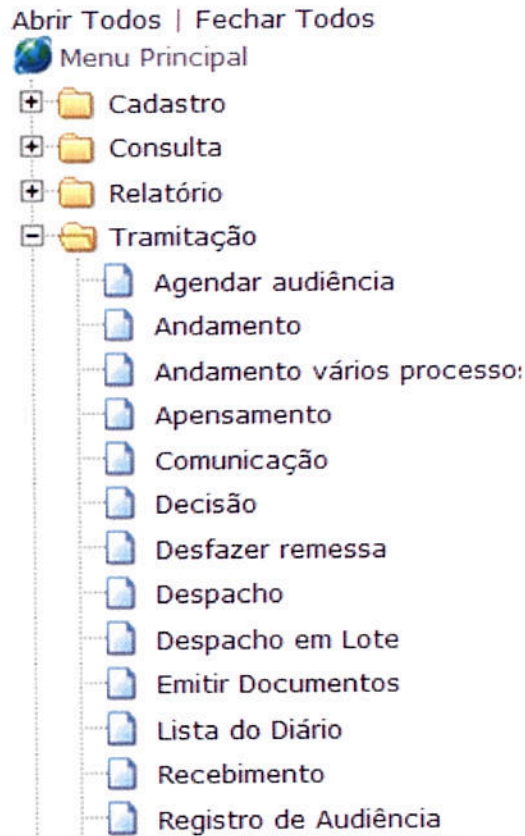 Abrir Todos | Fechar Todos
Menu Principal
Cadastro
Consulta
Relatório
Tramitação
Agendar audiência
Andamento
Andamento vários processo
Apensamento
Comunicação
Decisão
Desfazer remessa
Despacho
Despacho em Lote
Emitir Documentos
Lista do Diário
Recebimento
Registro de Audiência